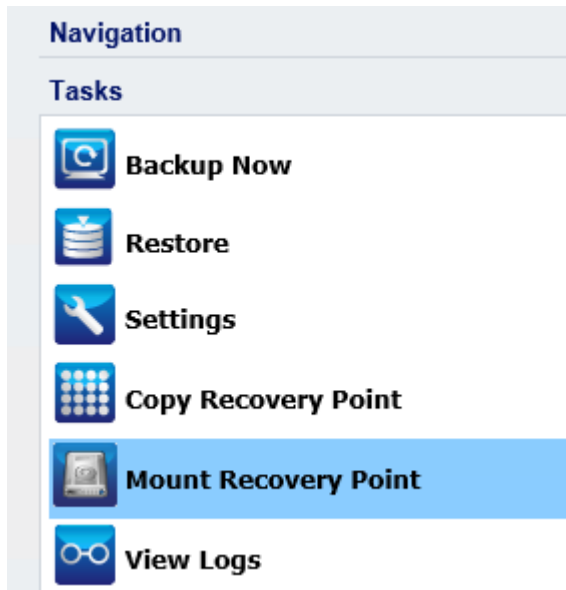 Navigation
Tasks
Backup Now
Restore
Settings
Copy Recovery Point
Mount Recovery Point
View Logs